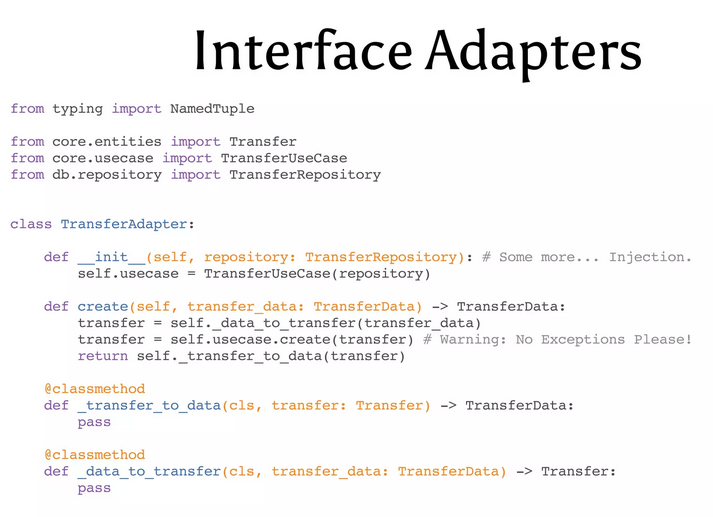 Interface Adapters
from typing import NamedTuple
from core.entities import Transfer
from core.usecase import TransferUseCase
from db.repository import TransferRepository
class TransferAdapter:
    def __init__(self, repository: TransferRepository): # Some more... Injection.
        self.usecase = TransferUseCase(repository)
    def create(self, transfer_data: TransferData) -> TransferData:
        transfer = self._data_to_transfer(transfer_data)
        transfer = self.usecase.create(transfer) # Warning: No Exceptions Please!
        return self._transfer_to_data(transfer)
    @classmethod
    def _transfer_to_data(cls, transfer: Transfer) -> TransferData:
        pass
    @classmethod
    def _data_to_transfer(cls, transfer_data: TransferData) -> Transfer:
        pass